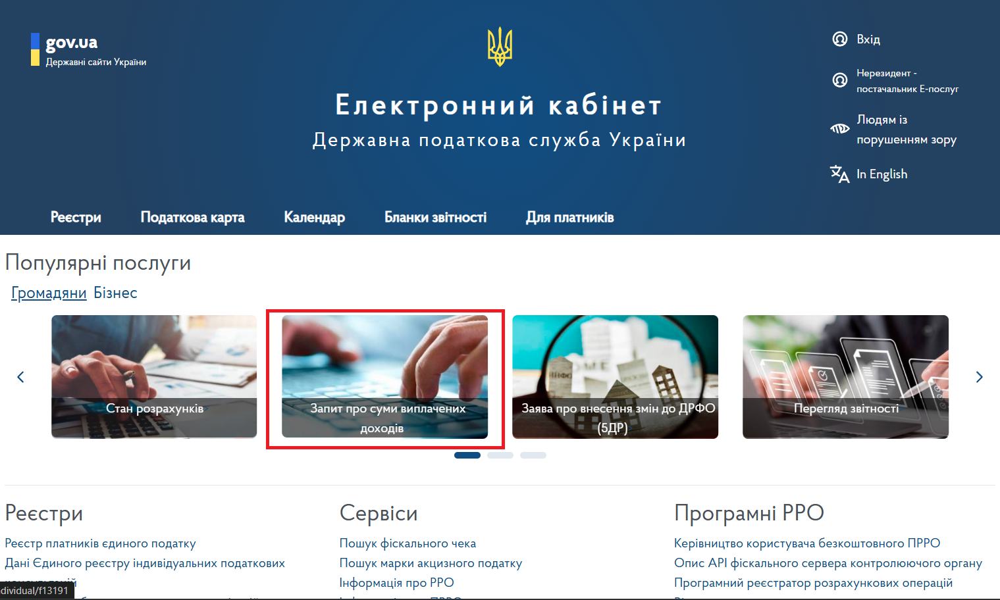 gov.ua
Державні сайти України
Електронний кабінет
Державна податкова служба України
Вхід
Нерезидент -
постачальник Е-послуг
Людям із
порушенням зору
In English
Реєстри
Податкова карта
Календар
Бланки звітності
Для платників
Популярні послуги
Громадяни Бізнес
Стан розрахунків
Запит про суми виплачених
доходів
Заява про внесення змін до ДРФО
(5ДР)
Перегляд звітності
Реєстри
Реєстр платників єдиного податку
Дані Єдиного реєстру індивідуальних податкових
Сервіси
Пошук фіскального чека
Пошук марки акцизного податку
Інформація про РРО
Програмні РРО
Керівництво користувача безкоштовного ПРРО
Опис АРІ фіскального сервера контролюючого органу
Програмний реєстратор розрахункових операцій
dividual/f13191